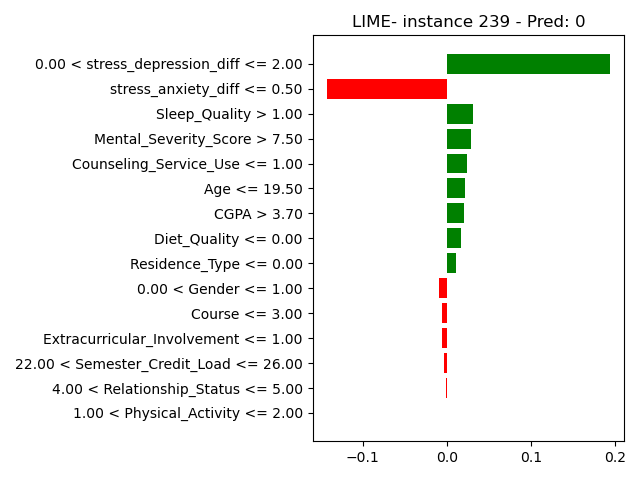 LIME- instance 239 - Pred: 0
0.00 < stress_depression_diff <= 2.00
stress_anxiety_diff <= 0.50
Sleep_Quality > 1.00
Mental_Severity_Score > 7.50
Counseling_Service_Use <= 1.00
Age <= 19.50
CGPA > 3.70
Diet_Quality <= 0.00
Residence_Type <= 0.00
0.00 < Gender <= 1.00
Course <= 3.00
Extracurricular_Involvement <= 1.00
22.00 < Semester_Credit_Load <= 26.00
4.00 < Relationship_Status <= 5.00
1.00 < Physical_Activity <= 2.00
−0.1 0.0 0.1 0.2